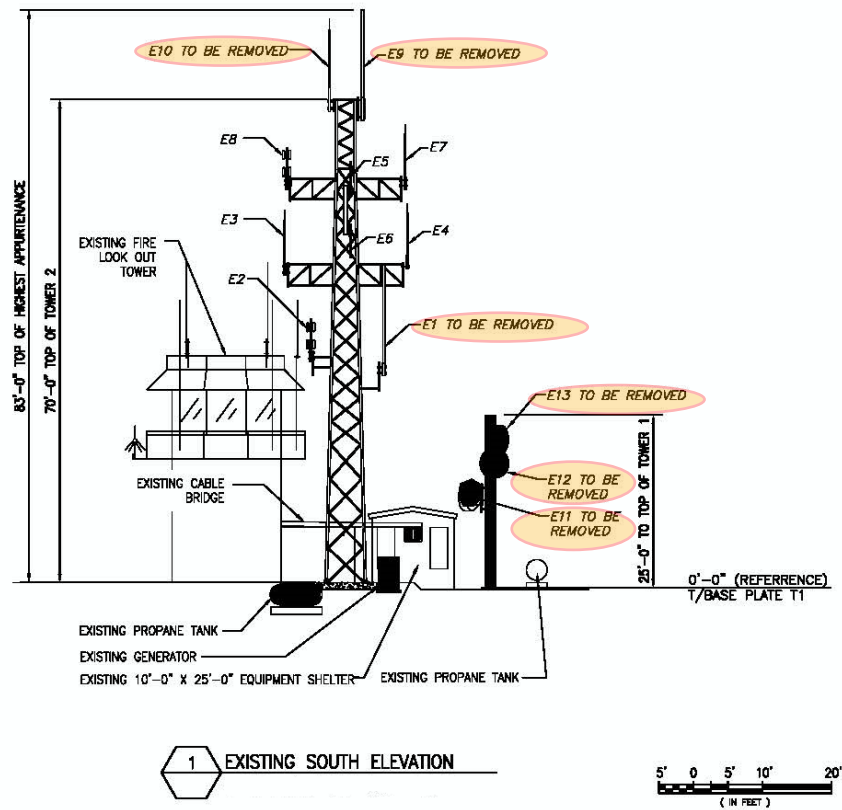 E10 TO BE REMOVED
E9 TO BE REMOVED
E8
E7
E5
E3
E6
E4
EXISTING FIRE
LOOK OUT
TOWER
E2
E1 TO BE REMOVED
83'-0" TOP OF HIGHEST APPURTENANCE
70'-0" TOP OF TOWER 2
E13 TO BE REMOVED
EXISTING CABLE
BRIDGE
E12 TO BE
REMOVED
E11 TO BE
REMOVED
25'-0" TO TOP OF TOWER 1
0'-0" (REFERRENCE)
T/BASE PLATE T1
EXISTING PROPANE TANK
EXISTING GENERATOR
EXISTING 10'-0" X 25'-0" EQUIPMENT SHELTER
EXISTING PROPANE TANK
1 EXISTING SOUTH ELEVATION
5' 0 5' 10' 20'
( IN FEET )